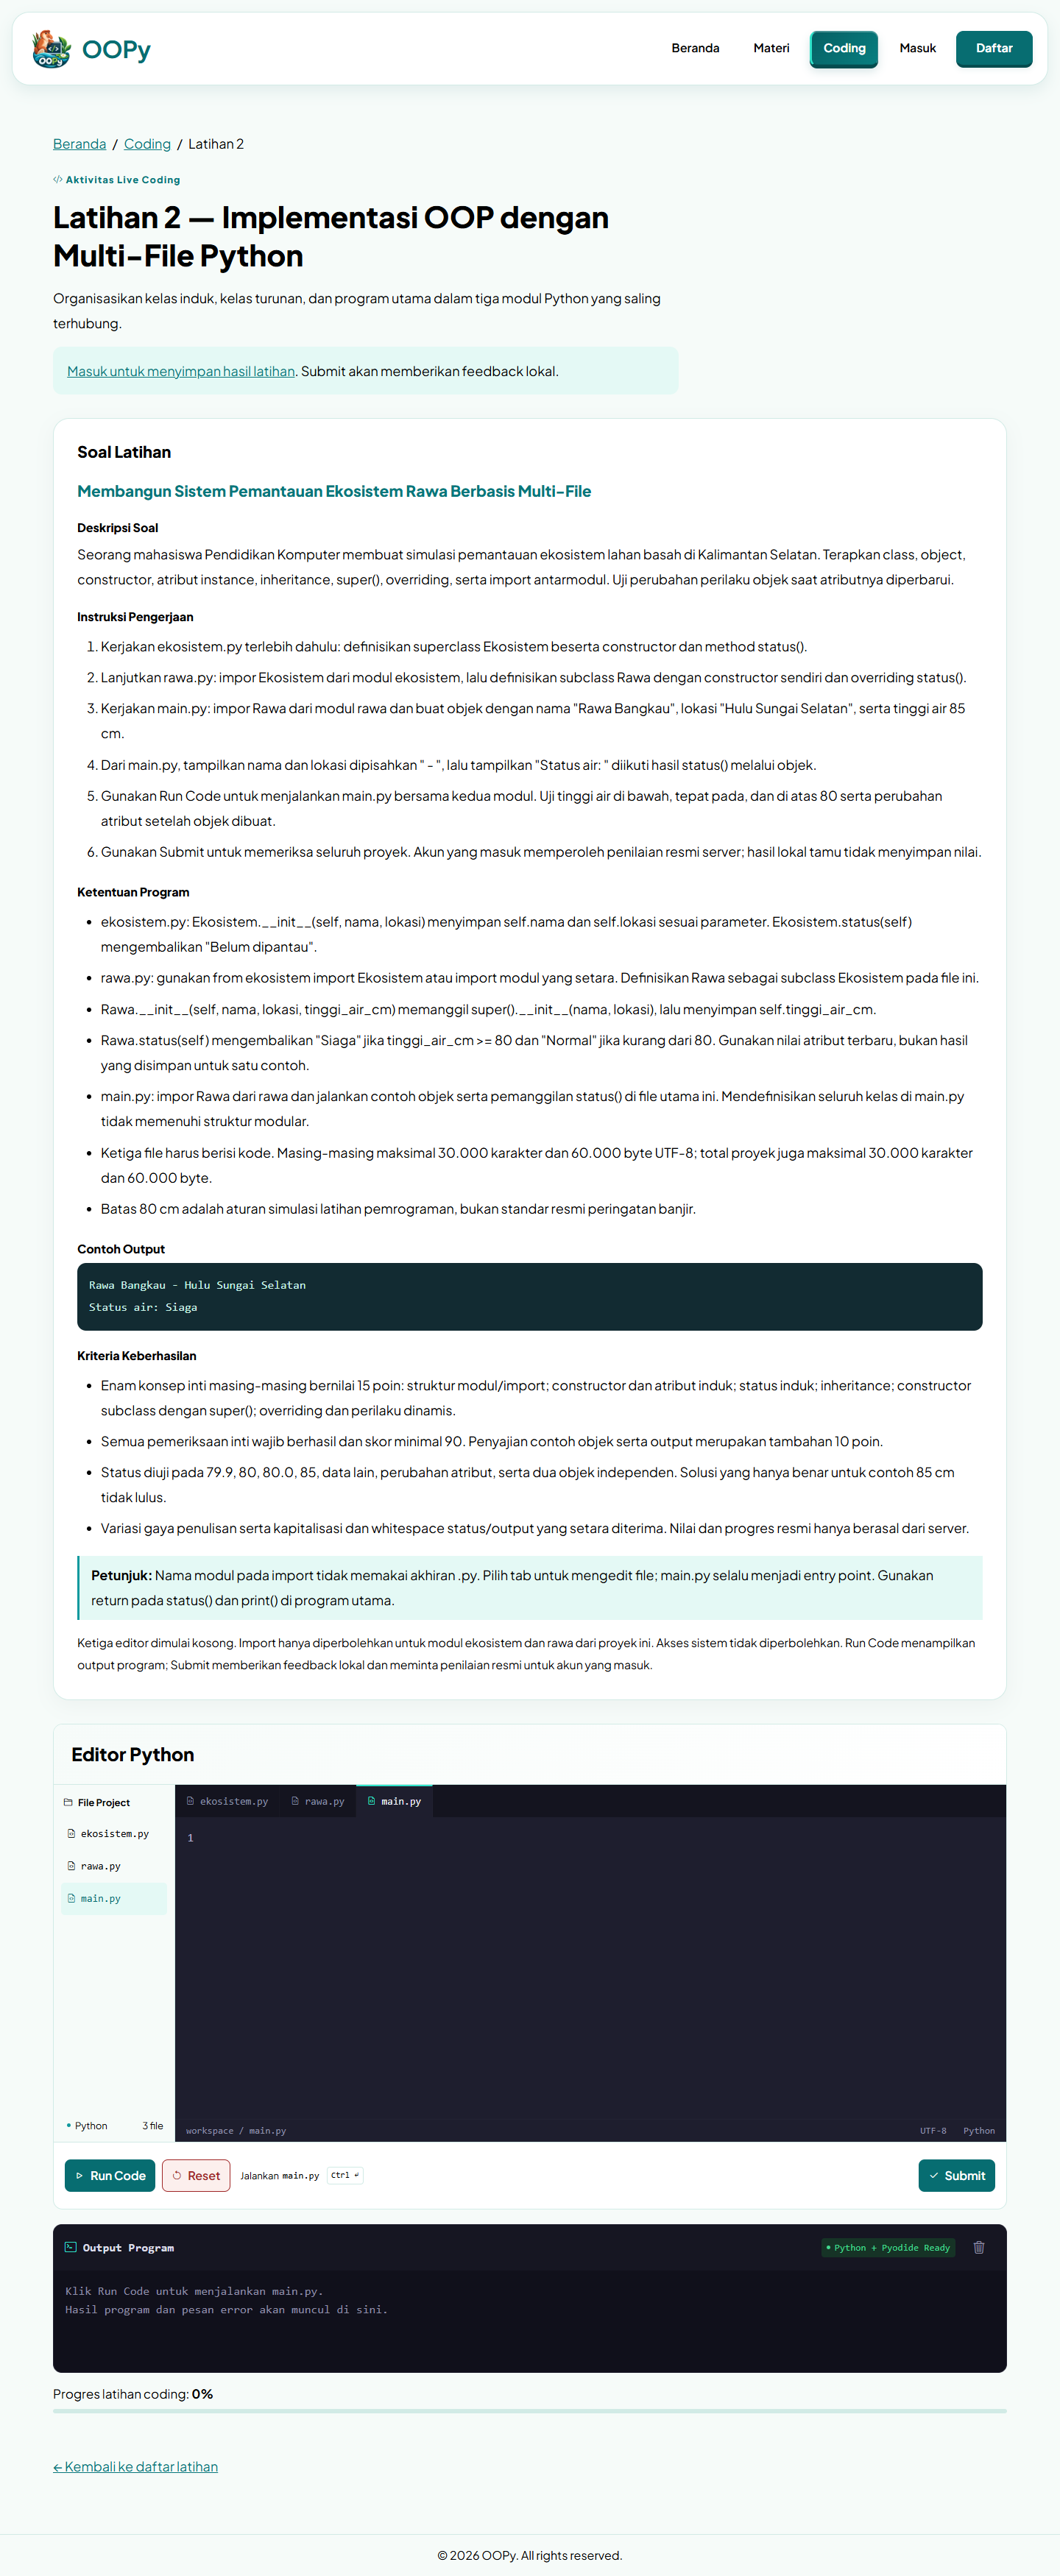 OOPy OOPy Beranda Materi Coding Masuk Daftar
Beranda / Coding / Latihan 2
Aktivitas Live Coding
Latihan 2 — Implementasi OOP dengan
Multi-File Python
Organisasikan kelas induk, kelas turunan, dan program utama dalam tiga modul Python yang saling
terhubung.
Masuk untuk menyimpan hasil latihan. Submit akan memberikan feedback lokal.
Soal Latihan
Membangun Sistem Pemantauan Ekosistem Rawa Berbasis Multi-File
Deskripsi Soal
Seorang mahasiswa Pendidikan Komputer membuat simulasi pemantauan ekosistem lahan basah di Kalimantan Selatan. Terapkan class, object,
constructor, atribut instance, inheritance, super(), overriding, serta import antarmodul. Uji perubahan perilaku objek saat atributnya diperbarui.
Instruksi Pengerjaan
1. Kerjakan ekosistem.py terlebih dahulu: definisikan superclass Ekosistem beserta constructor dan method status().
2. Lanjutkan rawa.py: impor Ekosistem dari modul ekosistem, lalu definisikan subclass Rawa dengan constructor sendiri dan overriding status().
3. Kerjakan main.py: impor Rawa dari modul rawa dan buat objek dengan nama "Rawa Bangkau", lokasi "Hulu Sungai Selatan", serta tinggi air 85
cm.
4. Dari main.py, tampilkan nama dan lokasi dipisahkan " - ", lalu tampilkan "Status air: " diikuti hasil status() melalui objek.
5. Gunakan Run Code untuk menjalankan main.py bersama kedua modul. Uji tinggi air di bawah, tepat pada, dan di atas 80 serta perubahan
atribut setelah objek dibuat.
6. Gunakan Submit untuk memeriksa seluruh proyek. Akun yang masuk memperoleh penilaian resmi server; hasil lokal tamu tidak menyimpan nilai.
Ketentuan Program
• ekosistem.py: Ekosistem.__init__(self, nama, lokasi) menyimpan self.nama dan self.lokasi sesuai parameter. Ekosistem.status(self)
mengembalikan "Belum dipantau".
• rawa.py: gunakan from ekosistem import Ekosistem atau import modul yang setara. Definisikan Rawa sebagai subclass Ekosistem pada file ini.
• Rawa.__init__(self, nama, lokasi, tinggi_air_cm) memanggil super().__init__(nama, lokasi), lalu menyimpan self.tinggi_air_cm.
• Rawa.status(self) mengembalikan "Siaga" jika tinggi_air_cm >= 80 dan "Normal" jika kurang dari 80. Gunakan nilai atribut terbaru, bukan hasil
yang disimpan untuk satu contoh.
• main.py: impor Rawa dari rawa dan jalankan contoh objek serta pemanggilan status() di file utama ini. Mendefinisikan seluruh kelas di main.py
tidak memenuhi struktur modular.
• Ketiga file harus berisi kode. Masing-masing maksimal 30.000 karakter dan 60.000 byte UTF-8; total proyek juga maksimal 30.000 karakter
dan 60.000 byte.
• Batas 80 cm adalah aturan simulasi latihan pemrograman, bukan standar resmi peringatan banjir.
Contoh Output
Rawa Bangkau - Hulu Sungai Selatan
Status air: Siaga
Kriteria Keberhasilan
• Enam konsep inti masing-masing bernilai 15 poin: struktur modul/import; constructor dan atribut induk; status induk; inheritance; constructor
subclass dengan super(); overriding dan perilaku dinamis.
• Semua pemeriksaan inti wajib berhasil dan skor minimal 90. Penyajian contoh objek serta output merupakan tambahan 10 poin.
• Status diuji pada 79.9, 80, 80.0, 85, data lain, perubahan atribut, serta dua objek independen. Solusi yang hanya benar untuk contoh 85 cm
tidak lulus.
• Variasi gaya penulisan serta kapitalisasi dan whitespace status/output yang setara diterima. Nilai dan progres resmi hanya berasal dari server.
Petunjuk: Nama modul pada import tidak memakai akhiran .py. Pilih tab untuk mengedit file; main.py selalu menjadi entry point. Gunakan
return pada status() dan print() di program utama.
Ketiga editor dimulai kosong. Import hanya diperbolehkan untuk modul ekosistem dan rawa dari proyek ini. Akses sistem tidak diperbolehkan. Run Code menampilkan
output program; Submit memberikan feedback lokal dan meminta penilaian resmi untuk akun yang masuk.
Editor Python
File Project
ekosistem.py
rawa.py
main.py
Python 3 file
ekosistem.py rawa.py main.py
1
workspace / main.py UTF-8 Python
Run Code Reset Jalankan main.py Ctrl ⏎ Submit
Output Program Python + Pyodide Ready
Klik Run Code untuk menjalankan main.py.
Hasil program dan pesan error akan muncul di sini.
Progres latihan coding: 0%
← Kembali ke daftar latihan
© 2026 OOPy. All rights reserved.